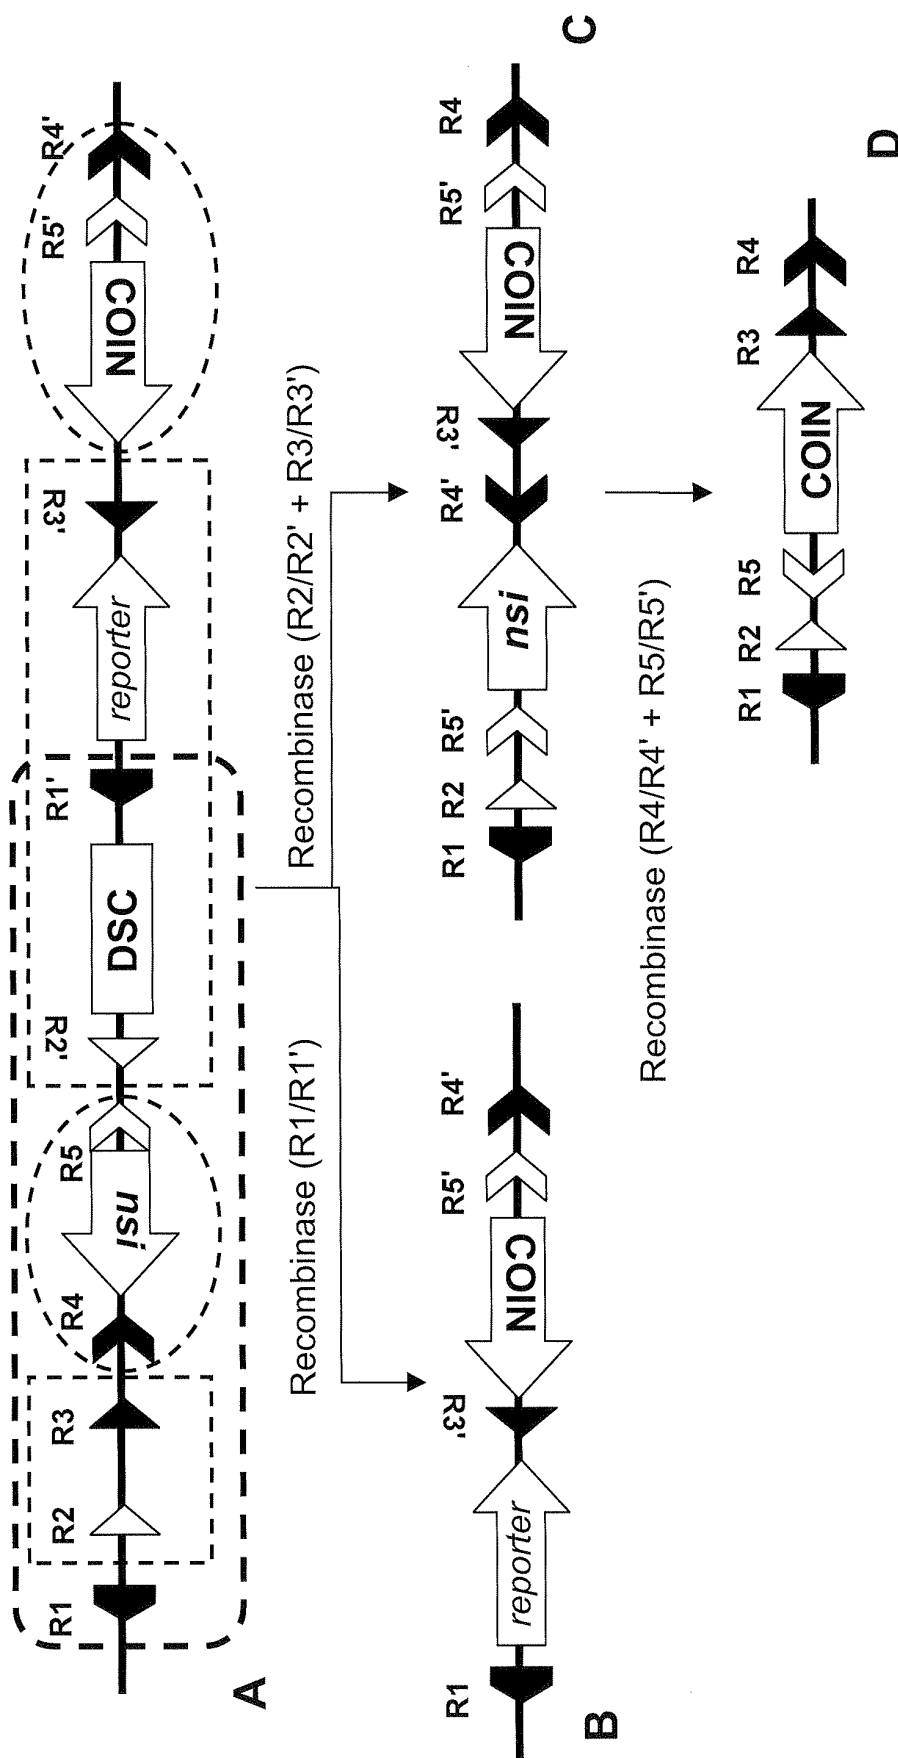 R1 R2 R3 R4 R5 R2' R1' R3' R5' R4'
nsi DSC reporter COIN
A
Recombinase (R1/R1')
Recombinase (R2/R2' + R3/R3')
R1 R3' R5' R4'
reporter COIN
B
R1 R2 R5' R4' R3' R5' R4
nsi COIN
C
Recombinase (R4/R4' + R5/R5')
R1 R2 R5 R3 R4
COIN
D